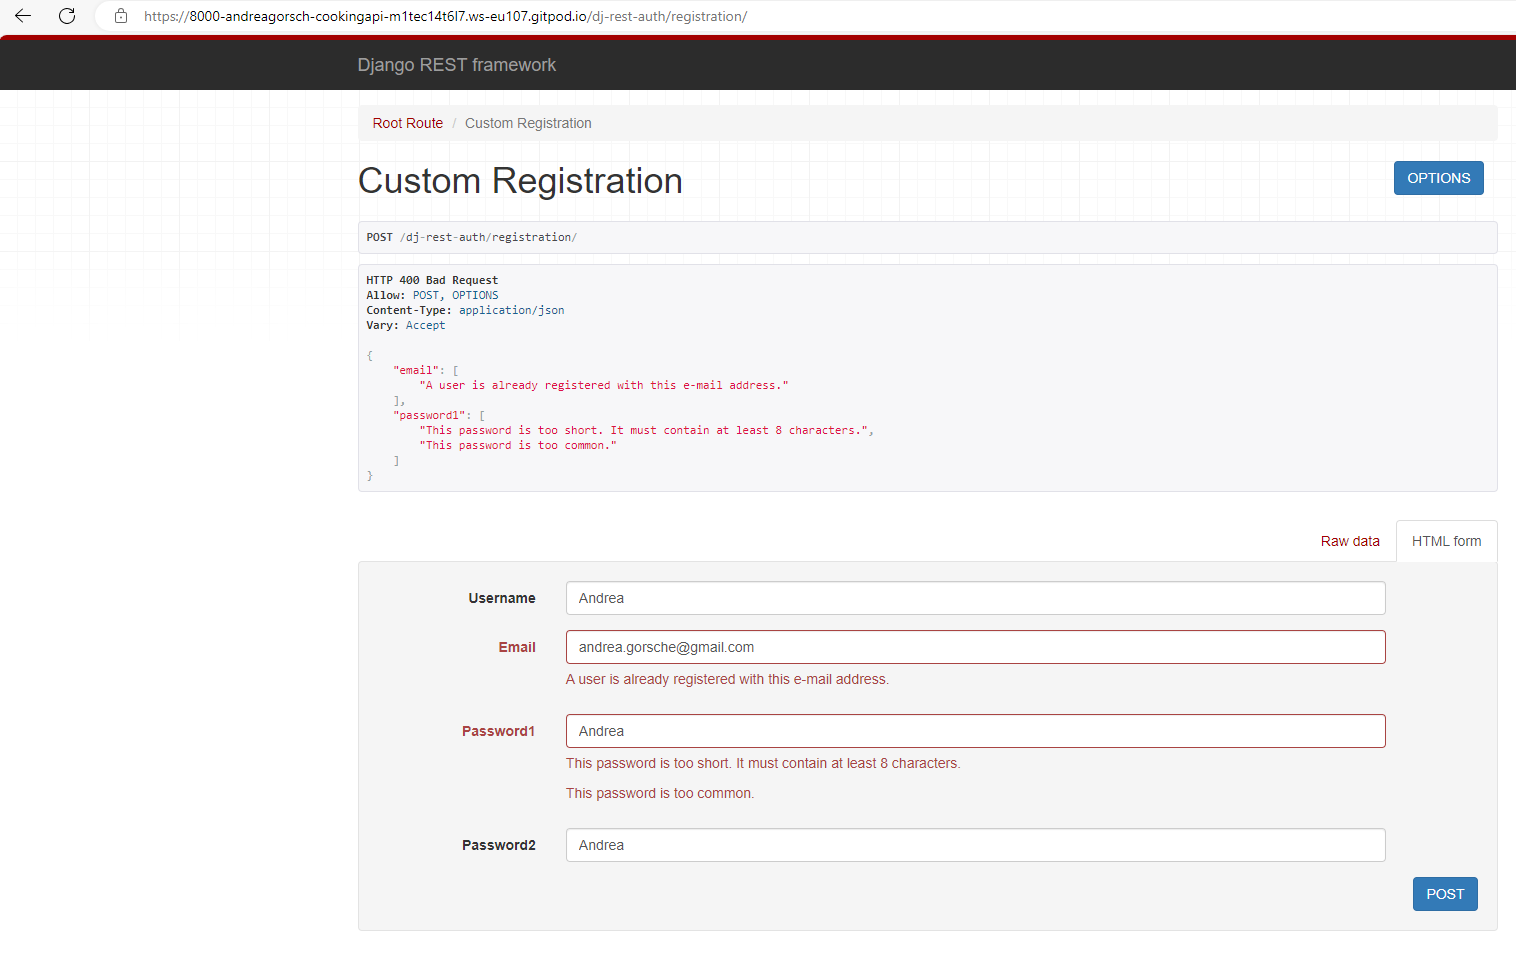 https://8000-andreagorsch-cookingapi-m1tec14t6l7.ws-eu107.gitpod.io/dj-rest-auth/registration/
Django REST framework
Root Route / Custom Registration
Custom Registration
OPTIONS
POST /dj-rest-auth/registration/
HTTP 400 Bad Request
Allow: POST, OPTIONS
Content-Type: application/json
Vary: Accept
{
"email": [
"A user is already registered with this e-mail address."
],
"password1": [
"This password is too short. It must contain at least 8 characters.",
"This password is too common."
]
}
Raw data
HTML form
Username
Andrea
Email
andrea.gorsche@gmail.com
A user is already registered with this e-mail address.
Password1
Andrea
This password is too short. It must contain at least 8 characters.
This password is too common.
Password2
Andrea
POST